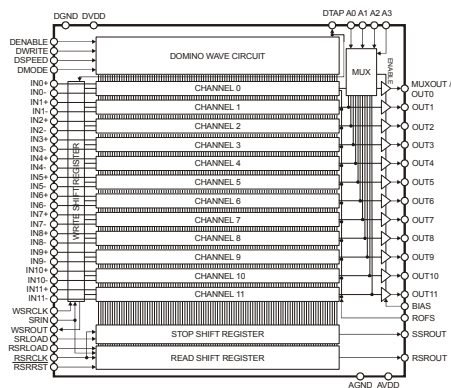 DGND DVDD DTAP A0 A1 A2 A3
DENABLE
DWRITE
DSPEED
DMODE
DOMINO WAVE CIRCUIT
MUX
ENABLE
IN0+
IN0-
IN1+
IN1-
IN2+
IN2-
IN3+
IN3-
IN4+
IN4-
IN5+
IN5-
IN6+
IN6-
IN7+
IN7-
IN8+
IN8-
IN9+
IN9-
IN10+
IN10-
IN11+
IN11-
WRITE SHIFT REGISTER
CHANNEL 0
CHANNEL 1
CHANNEL 2
CHANNEL 3
CHANNEL 4
CHANNEL 5
CHANNEL 6
CHANNEL 7
CHANNEL 8
CHANNEL 9
CHANNEL 10
CHANNEL 11
MUXOUT /
OUT0
OUT1
OUT2
OUT3
OUT4
OUT5
OUT6
OUT7
OUT8
OUT9
OUT10
OUT11
BIAS
ROFS
SSROUT
RSROUT
WSRCLK
SRIN
WSROUT
SRLOAD
RSRLOAD
RSRCLK
RSRRST
STOP SHIFT REGISTER
READ SHIFT REGISTER
AGND AVDD